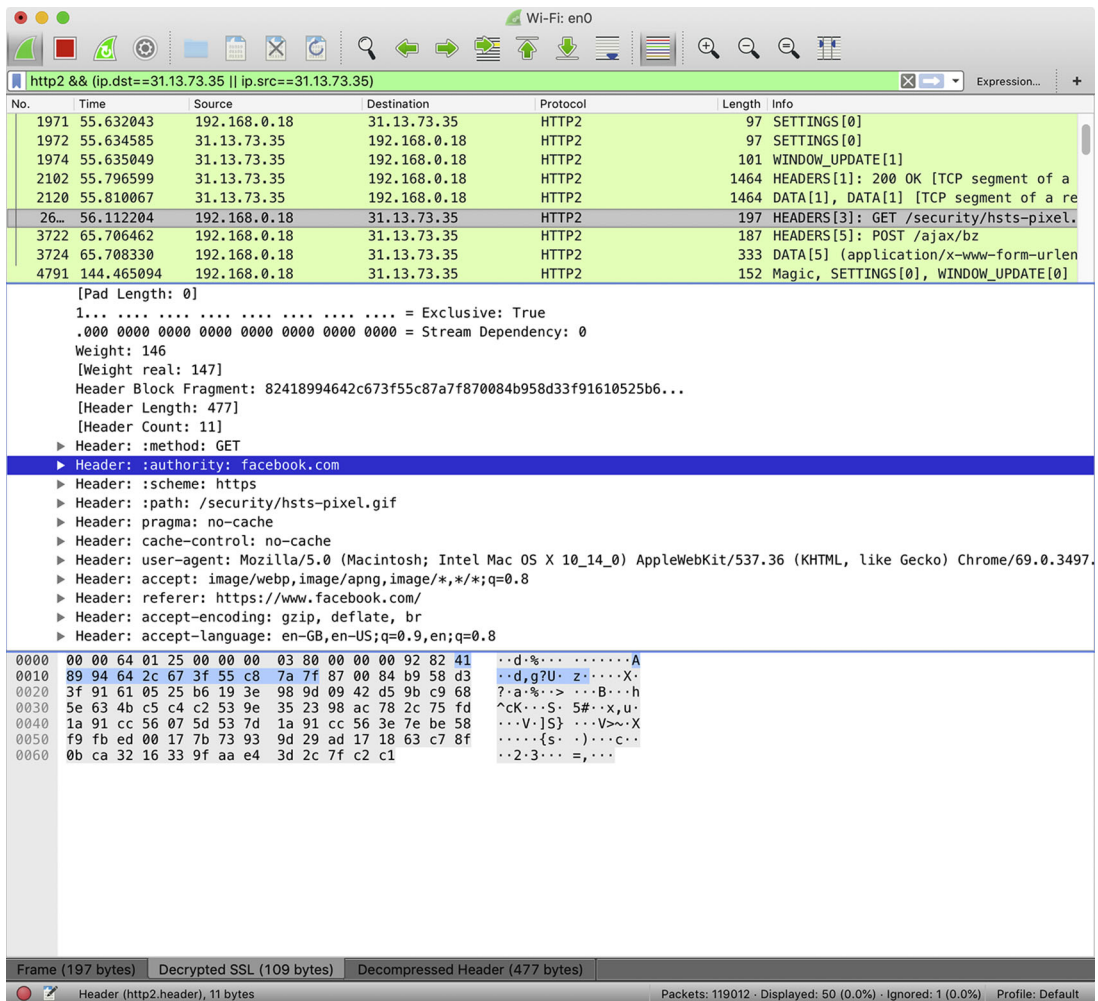 Wi-Fi: en0
http2 && (ip.dst==31.13.73.35 || ip.src==31.13.73.35)
Expression... +
No. Time Source Destination Protocol Length Info
1971 55.632043 192.168.0.18 31.13.73.35 HTTP2 97 SETTINGS[0]
1972 55.634585 31.13.73.35 192.168.0.18 HTTP2 97 SETTINGS[0]
1974 55.635049 31.13.73.35 192.168.0.18 HTTP2 101 WINDOW_UPDATE[1]
2102 55.796599 31.13.73.35 192.168.0.18 HTTP2 1464 HEADERS[1]: 200 OK [TCP segment of a
2120 55.810067 31.13.73.35 192.168.0.18 HTTP2 1464 DATA[1], DATA[1] [TCP segment of a re
26… 56.112204 192.168.0.18 31.13.73.35 HTTP2 197 HEADERS[3]: GET /security/hsts-pixel.
3722 65.706462 192.168.0.18 31.13.73.35 HTTP2 187 HEADERS[5]: POST /ajax/bz
3724 65.708330 192.168.0.18 31.13.73.35 HTTP2 333 DATA[5] (application/x-www-form-urlen
4791 144.465094 192.168.0.18 31.13.73.35 HTTP2 152 Magic, SETTINGS[0], WINDOW_UPDATE[0]
[Pad Length: 0]
1... .... .... .... .... .... .... .... = Exclusive: True
.000 0000 0000 0000 0000 0000 0000 0000 = Stream Dependency: 0
Weight: 146
[Weight real: 147]
Header Block Fragment: 82418994642c673f55c87a7f870084b958d33f91610525b6...
[Header Length: 477]
[Header Count: 11]
Header: :method: GET
Header: :authority: facebook.com
Header: :scheme: https
Header: :path: /security/hsts-pixel.gif
Header: pragma: no-cache
Header: cache-control: no-cache
Header: user-agent: Mozilla/5.0 (Macintosh; Intel Mac OS X 10_14_0) AppleWebKit/537.36 (KHTML, like Gecko) Chrome/69.0.3497.
Header: accept: image/webp,image/apng,image/*,*/*;q=0.8
Header: referer: https://www.facebook.com/
Header: accept-encoding: gzip, deflate, br
Header: accept-language: en-GB,en-US;q=0.9,en;q=0.8
0000 00 00 64 01 25 00 00 00 03 80 00 00 00 92 82 41 ··d·%··· ·······A
0010 89 94 64 2c 67 3f 55 c8 7a 7f 87 00 84 b9 58 d3 ··d,g?U· z·····X·
0020 3f 91 61 05 25 b6 19 3e 98 9d 09 42 d5 9b c9 68 ?·a·%··> ···B···h
0030 5e 63 4b c5 c4 c2 53 9e 35 23 98 ac 78 2c 75 fd ^cK···S· 5#··x,u·
0040 1a 91 cc 56 07 5d 53 7d 1a 91 cc 56 3e 7e be 58 ···V·]S} ···V>~·X
0050 f9 fb ed 00 17 7b 73 93 9d 29 ad 17 18 63 c7 8f ·····{s· ·)···c··
0060 0b ca 32 16 33 9f aa e4 3d 2c 7f c2 c1 ··2·3··· =,···
Frame (197 bytes) Decrypted SSL (109 bytes) Decompressed Header (477 bytes)
Header (http2.header), 11 bytes Packets: 119012 · Displayed: 50 (0.0%) · Ignored: 1 (0.0%) Profile: Default